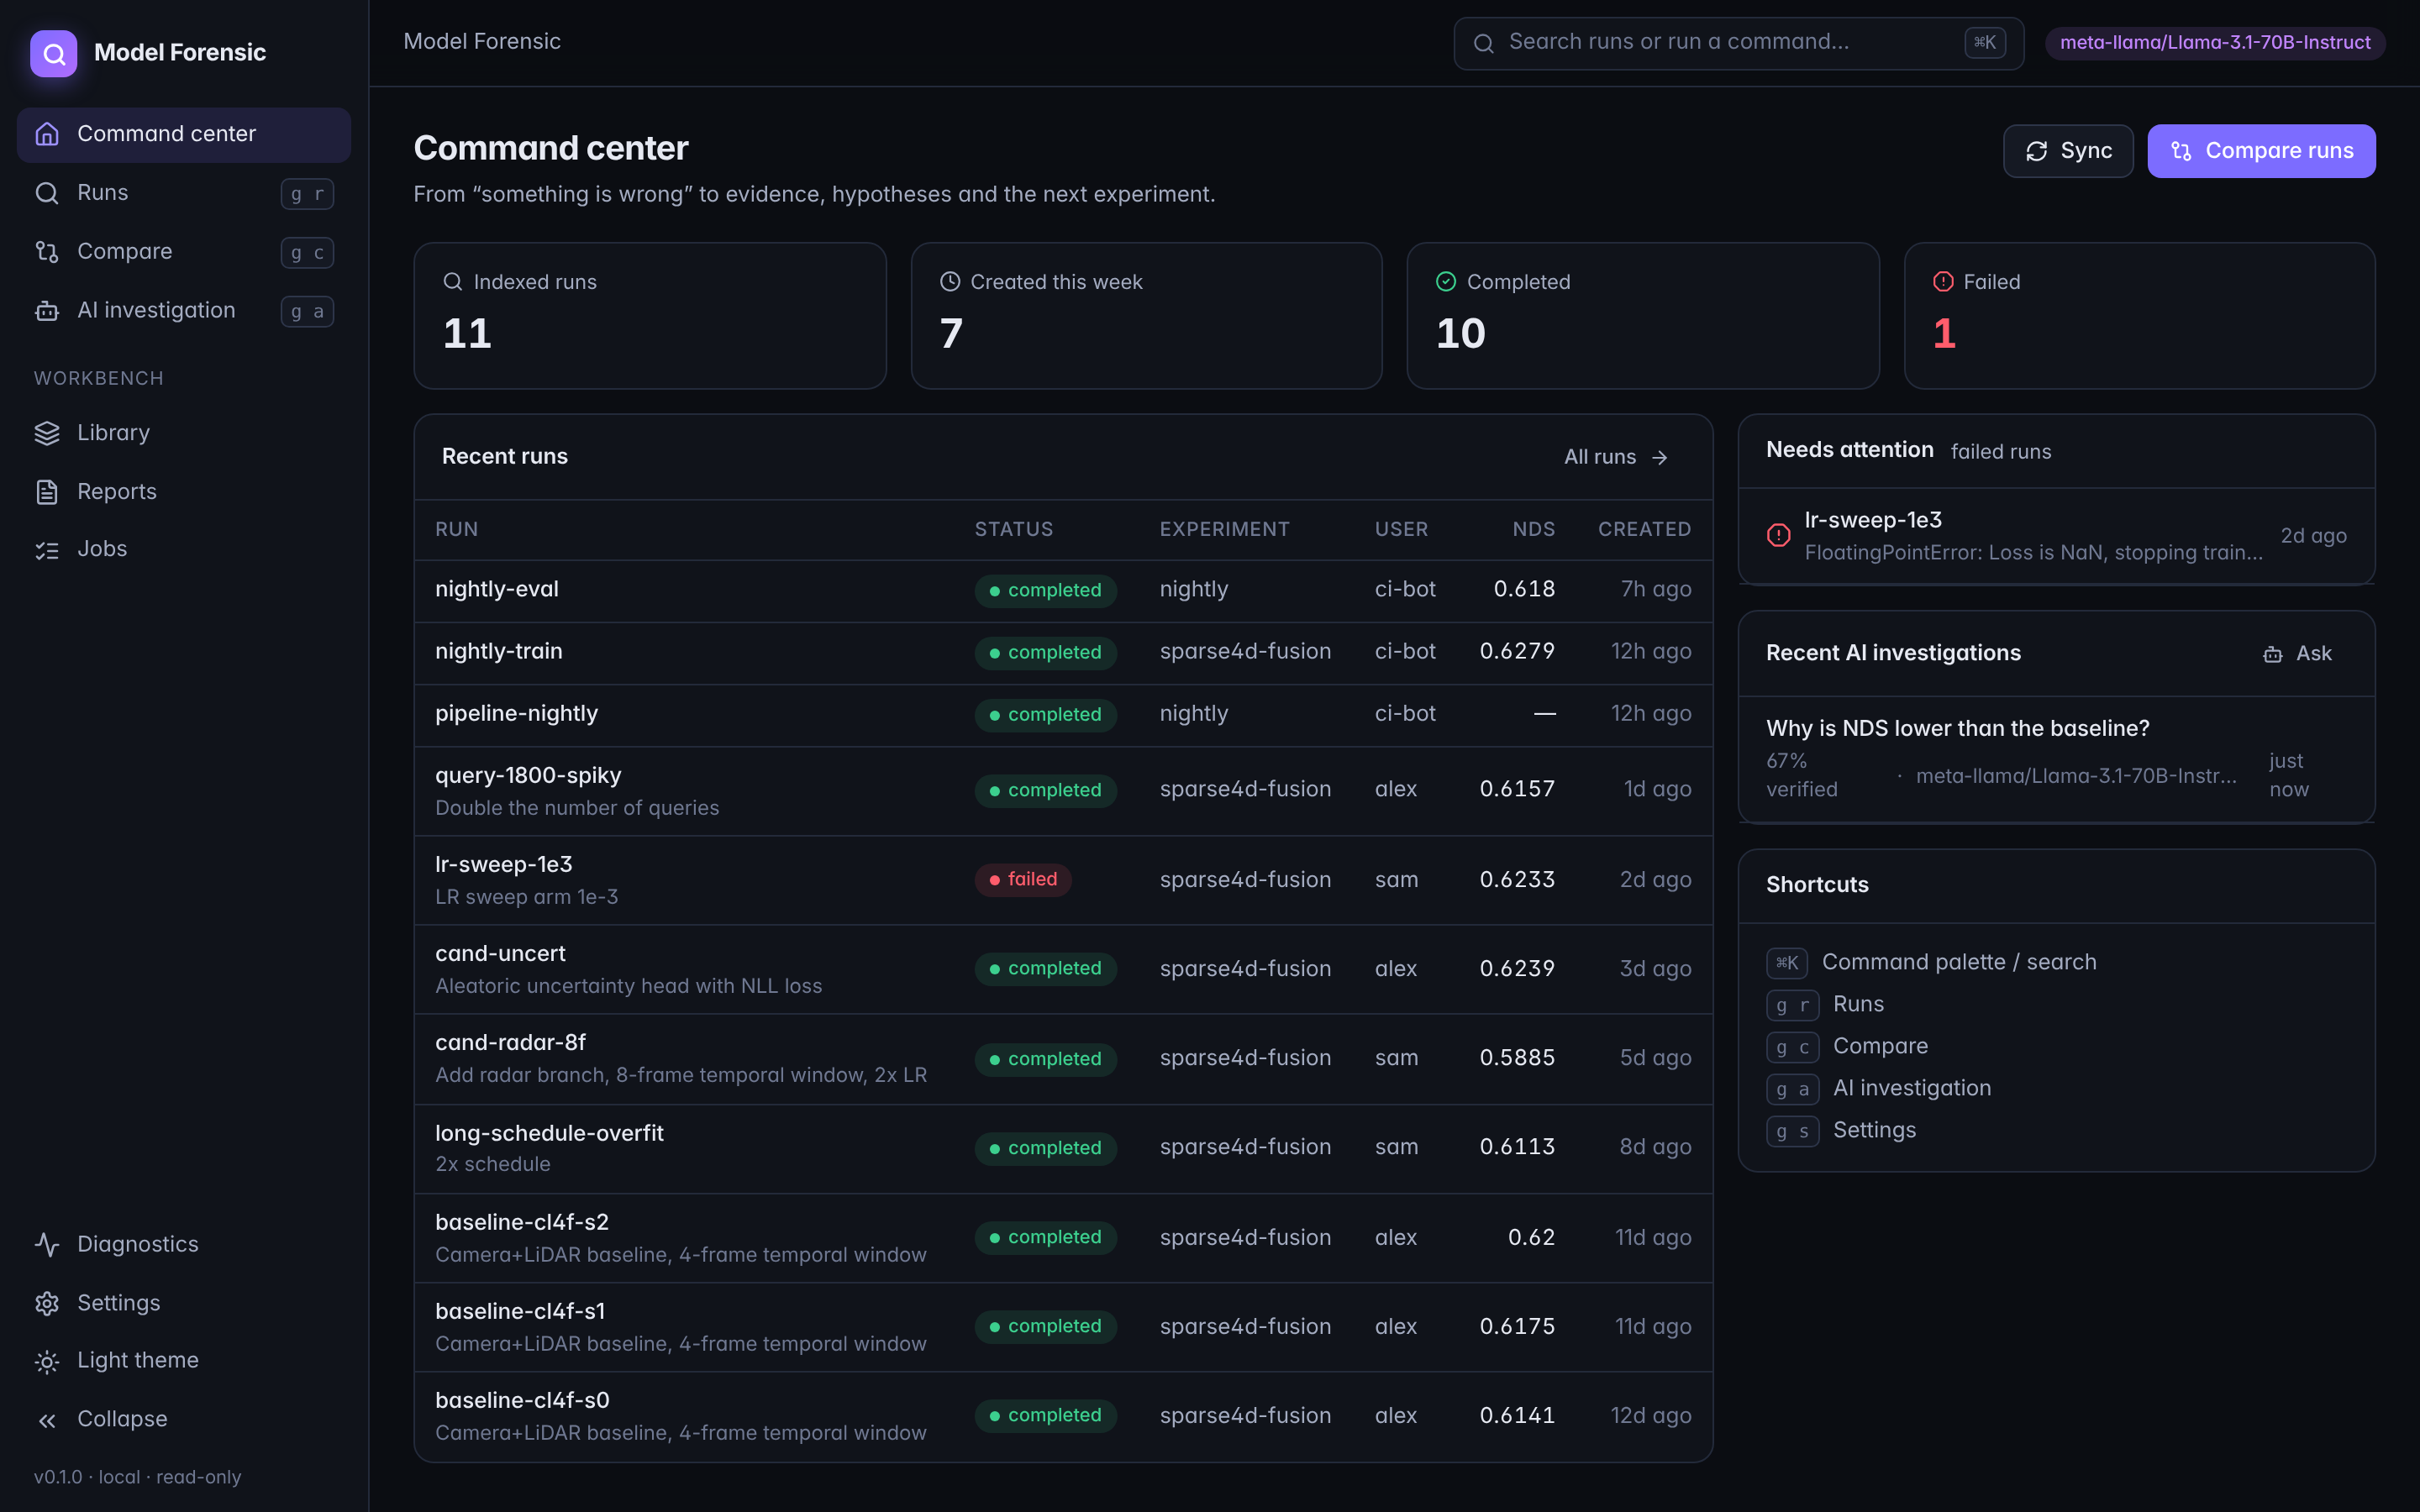 Model Forensic
Command center
Runs g r
Compare g c
AI investigation g a
WORKBENCH
Library
Reports
Jobs
Diagnostics
Settings
Light theme
Collapse
v0.1.0 · local · read-only
Model Forensic
Search runs or run a command... ⌘K
meta-llama/Llama-3.1-70B-Instruct
Command center
From “something is wrong” to evidence, hypotheses and the next experiment.
Sync
Compare runs
Indexed runs
11
Created this week
7
Completed
10
Failed
1
Recent runs
All runs →
RUN STATUS EXPERIMENT USER NDS CREATED
nightly-eval completed nightly ci-bot 0.618 7h ago
nightly-train completed sparse4d-fusion ci-bot 0.6279 12h ago
pipeline-nightly completed nightly ci-bot — 12h ago
query-1800-spiky completed sparse4d-fusion alex 0.6157 1d ago
Double the number of queries
lr-sweep-1e3 failed sparse4d-fusion sam 0.6233 2d ago
LR sweep arm 1e-3
cand-uncert completed sparse4d-fusion alex 0.6239 3d ago
Aleatoric uncertainty head with NLL loss
cand-radar-8f completed sparse4d-fusion sam 0.5885 5d ago
Add radar branch, 8-frame temporal window, 2x LR
long-schedule-overfit completed sparse4d-fusion sam 0.6113 8d ago
2x schedule
baseline-cl4f-s2 completed sparse4d-fusion alex 0.62 11d ago
Camera+LiDAR baseline, 4-frame temporal window
baseline-cl4f-s1 completed sparse4d-fusion alex 0.6175 11d ago
Camera+LiDAR baseline, 4-frame temporal window
baseline-cl4f-s0 completed sparse4d-fusion alex 0.6141 12d ago
Camera+LiDAR baseline, 4-frame temporal window
Needs attention failed runs
lr-sweep-1e3
FloatingPointError: Loss is NaN, stopping train...
2d ago
Recent AI investigations
Ask
Why is NDS lower than the baseline?
67% verified · meta-llama/Llama-3.1-70B-Instr... just now
Shortcuts
⌘K Command palette / search
g r Runs
g c Compare
g a AI investigation
g s Settings